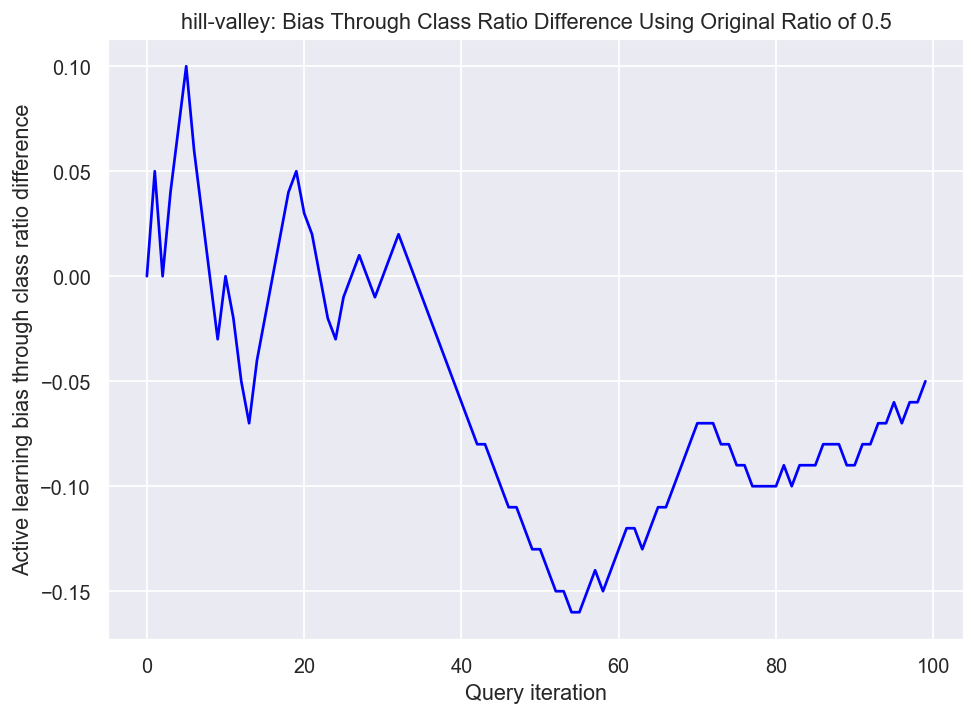 hill-valley: Bias Through Class Ratio Difference Using Original Ratio of 0.5
Active learning bias through class ratio difference
0.10
0.05
0.00
−0.05
−0.10
−0.15
0 20 40 60 80 100
Query iteration